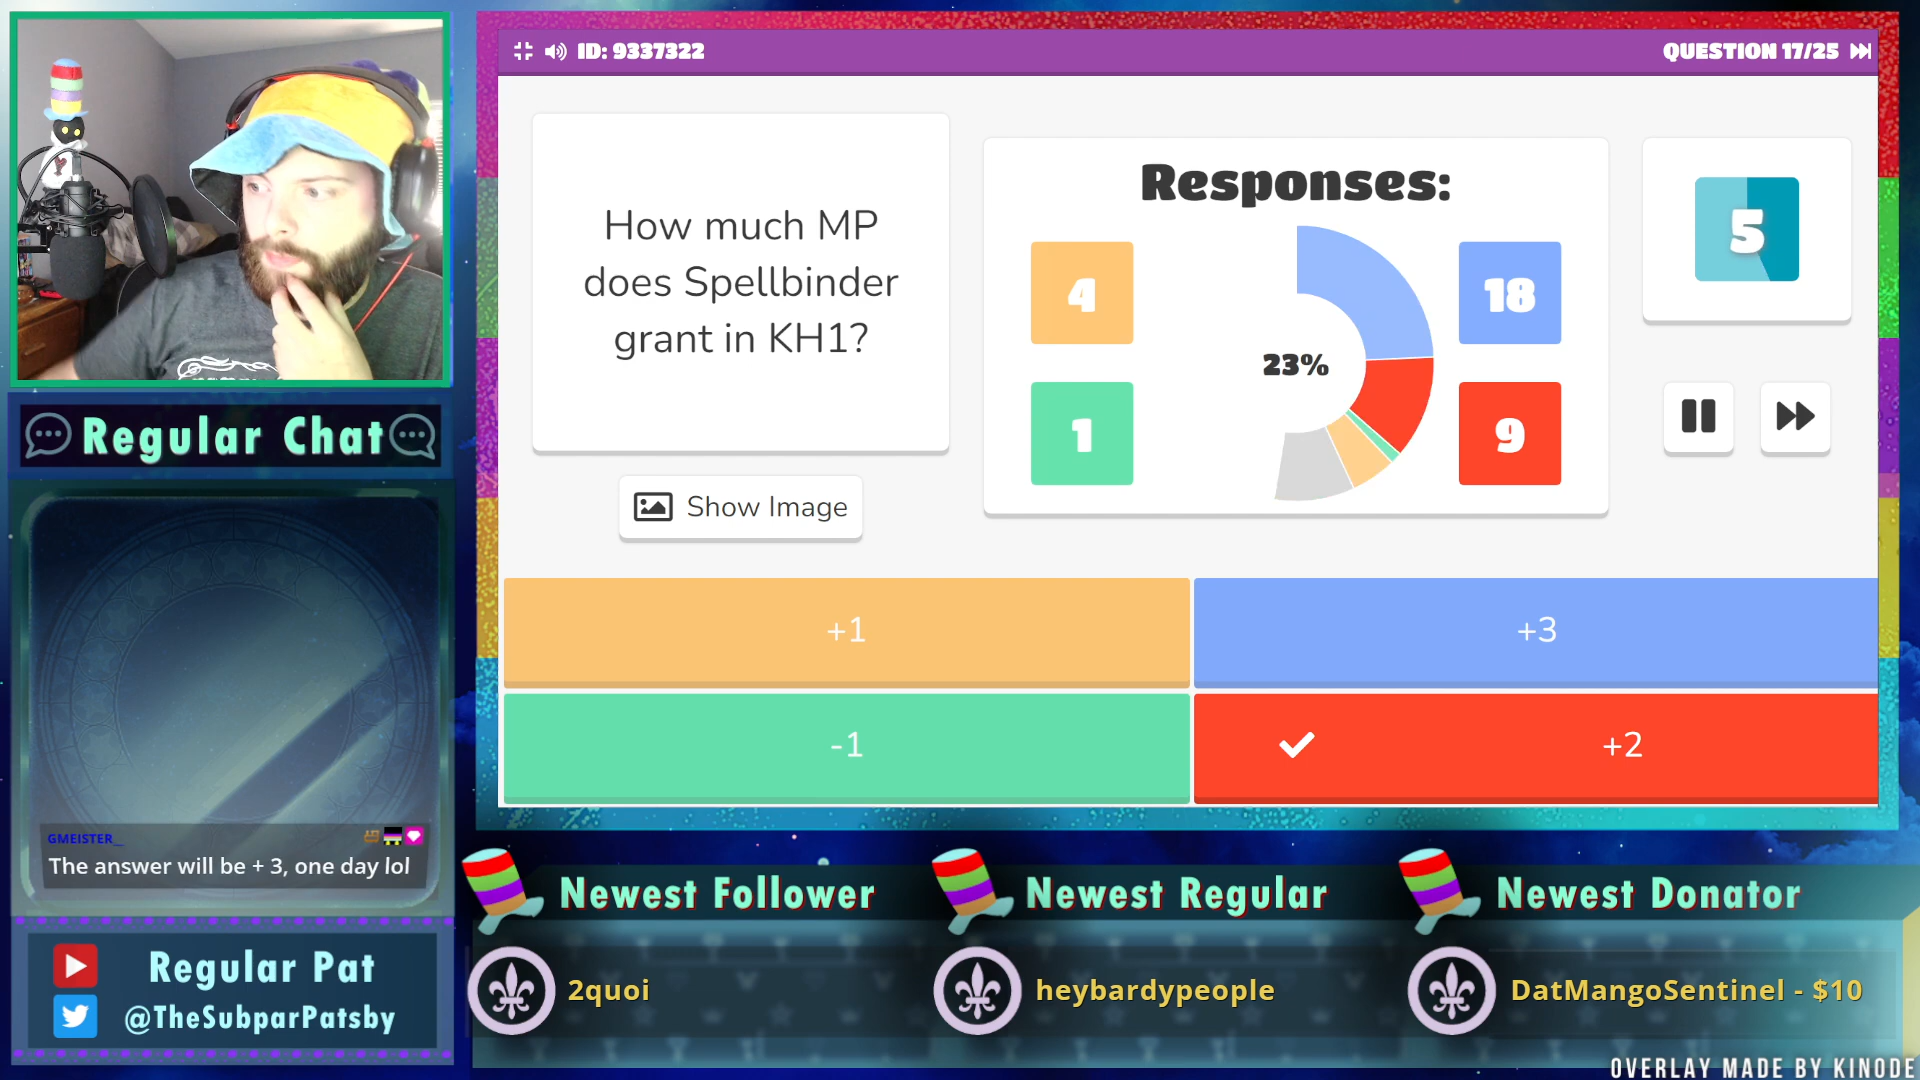 ID: 9337322
QUESTION 17/25
How much MP
does Spellbinder
grant in KH1?
Show Image
Responses:
4
18
1
9
23%
5
+1
+3
-1
+2
Regular Chat
GMEISTER__
The answer will be + 3, one day lol
Regular Pat
@TheSubparPatsby
Newest Follower
2quoi
Newest Regular
heybardypeople
Newest Donator
DatMangoSentinel - $10
OVERLAY MADE BY KINODE